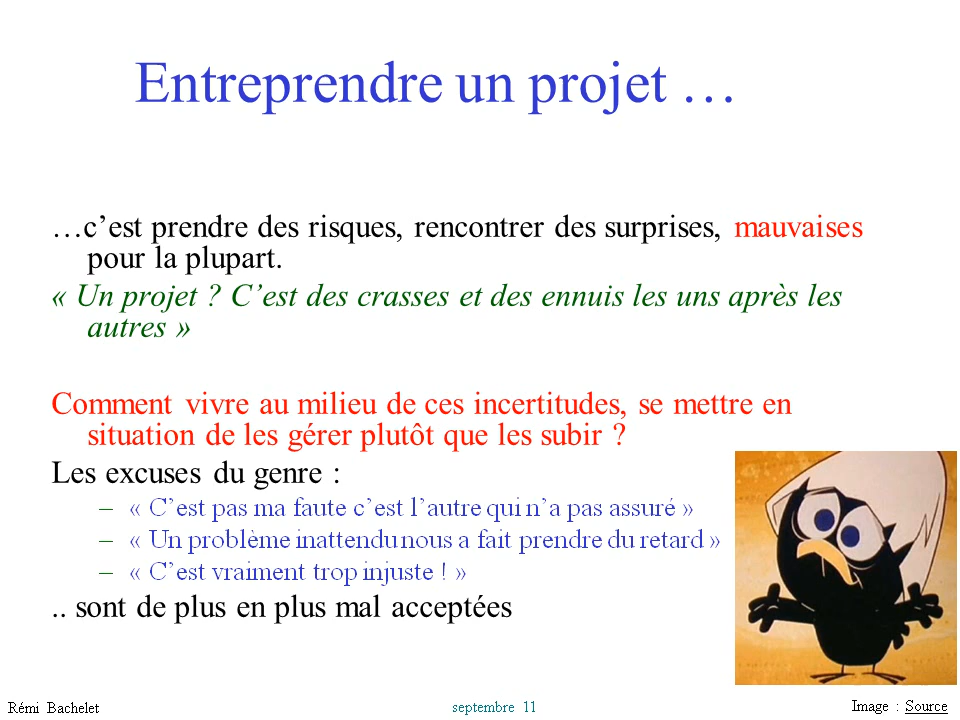 Entreprendre un projet …
…c’est prendre des risques, rencontrer des surprises, mauvaises
pour la plupart.
« Un projet ? C’est des crasses et des ennuis les uns après les
autres »
Comment vivre au milieu de ces incertitudes, se mettre en
situation de les gérer plutôt que les subir ?
Les excuses du genre :
– « C’est pas ma faute c’est l’autre qui n’a pas assuré »
– « Un problème inattendu nous a fait prendre du retard »
– « C’est vraiment trop injuste ! »
.. sont de plus en plus mal acceptées
Rémi Bachelet
septembre 11
Image : Source